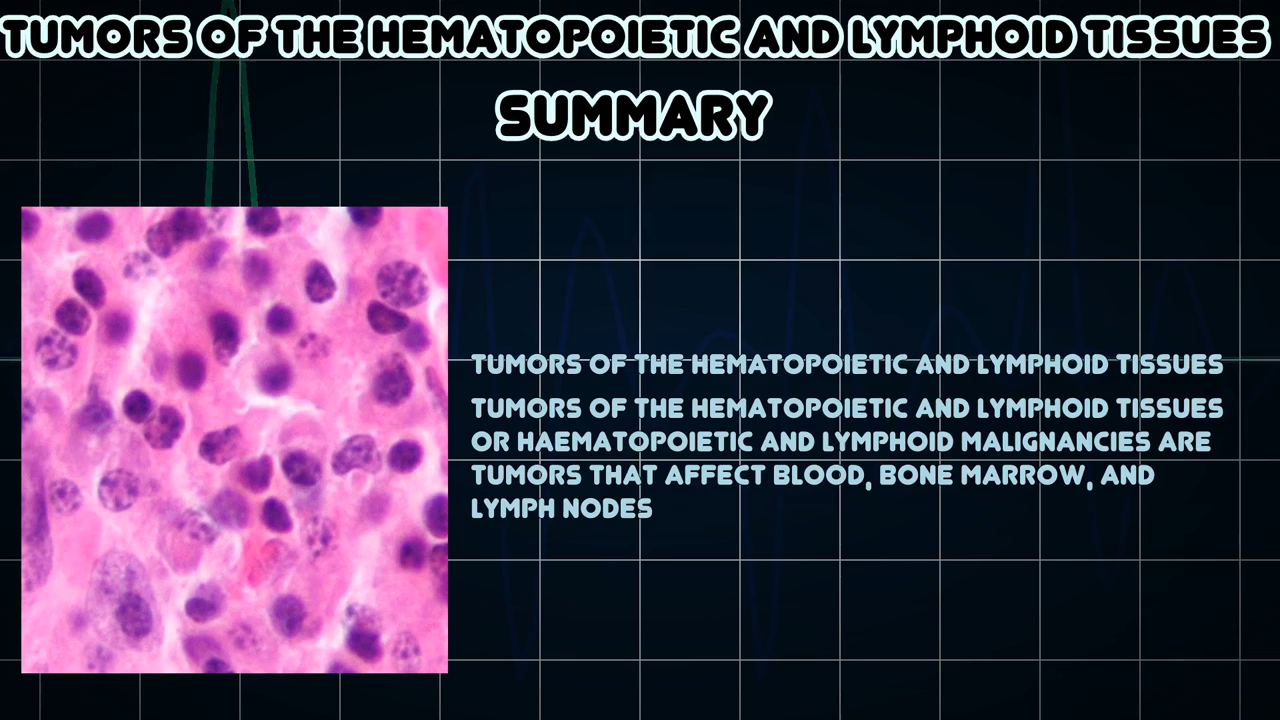 TUMORS OF THE HEMATOPOIETIC AND LYMPHOID TISSUES
SUMMARY
TUMORS OF THE HEMATOPOIETIC AND LYMPHOID TISSUES
TUMORS OF THE HEMATOPOIETIC AND LYMPHOID TISSUES
OR HAEMATOPOIETIC AND LYMPHOID MALIGNANCIES ARE
TUMORS THAT AFFECT BLOOD, BONE MARROW, AND
LYMPH NODES